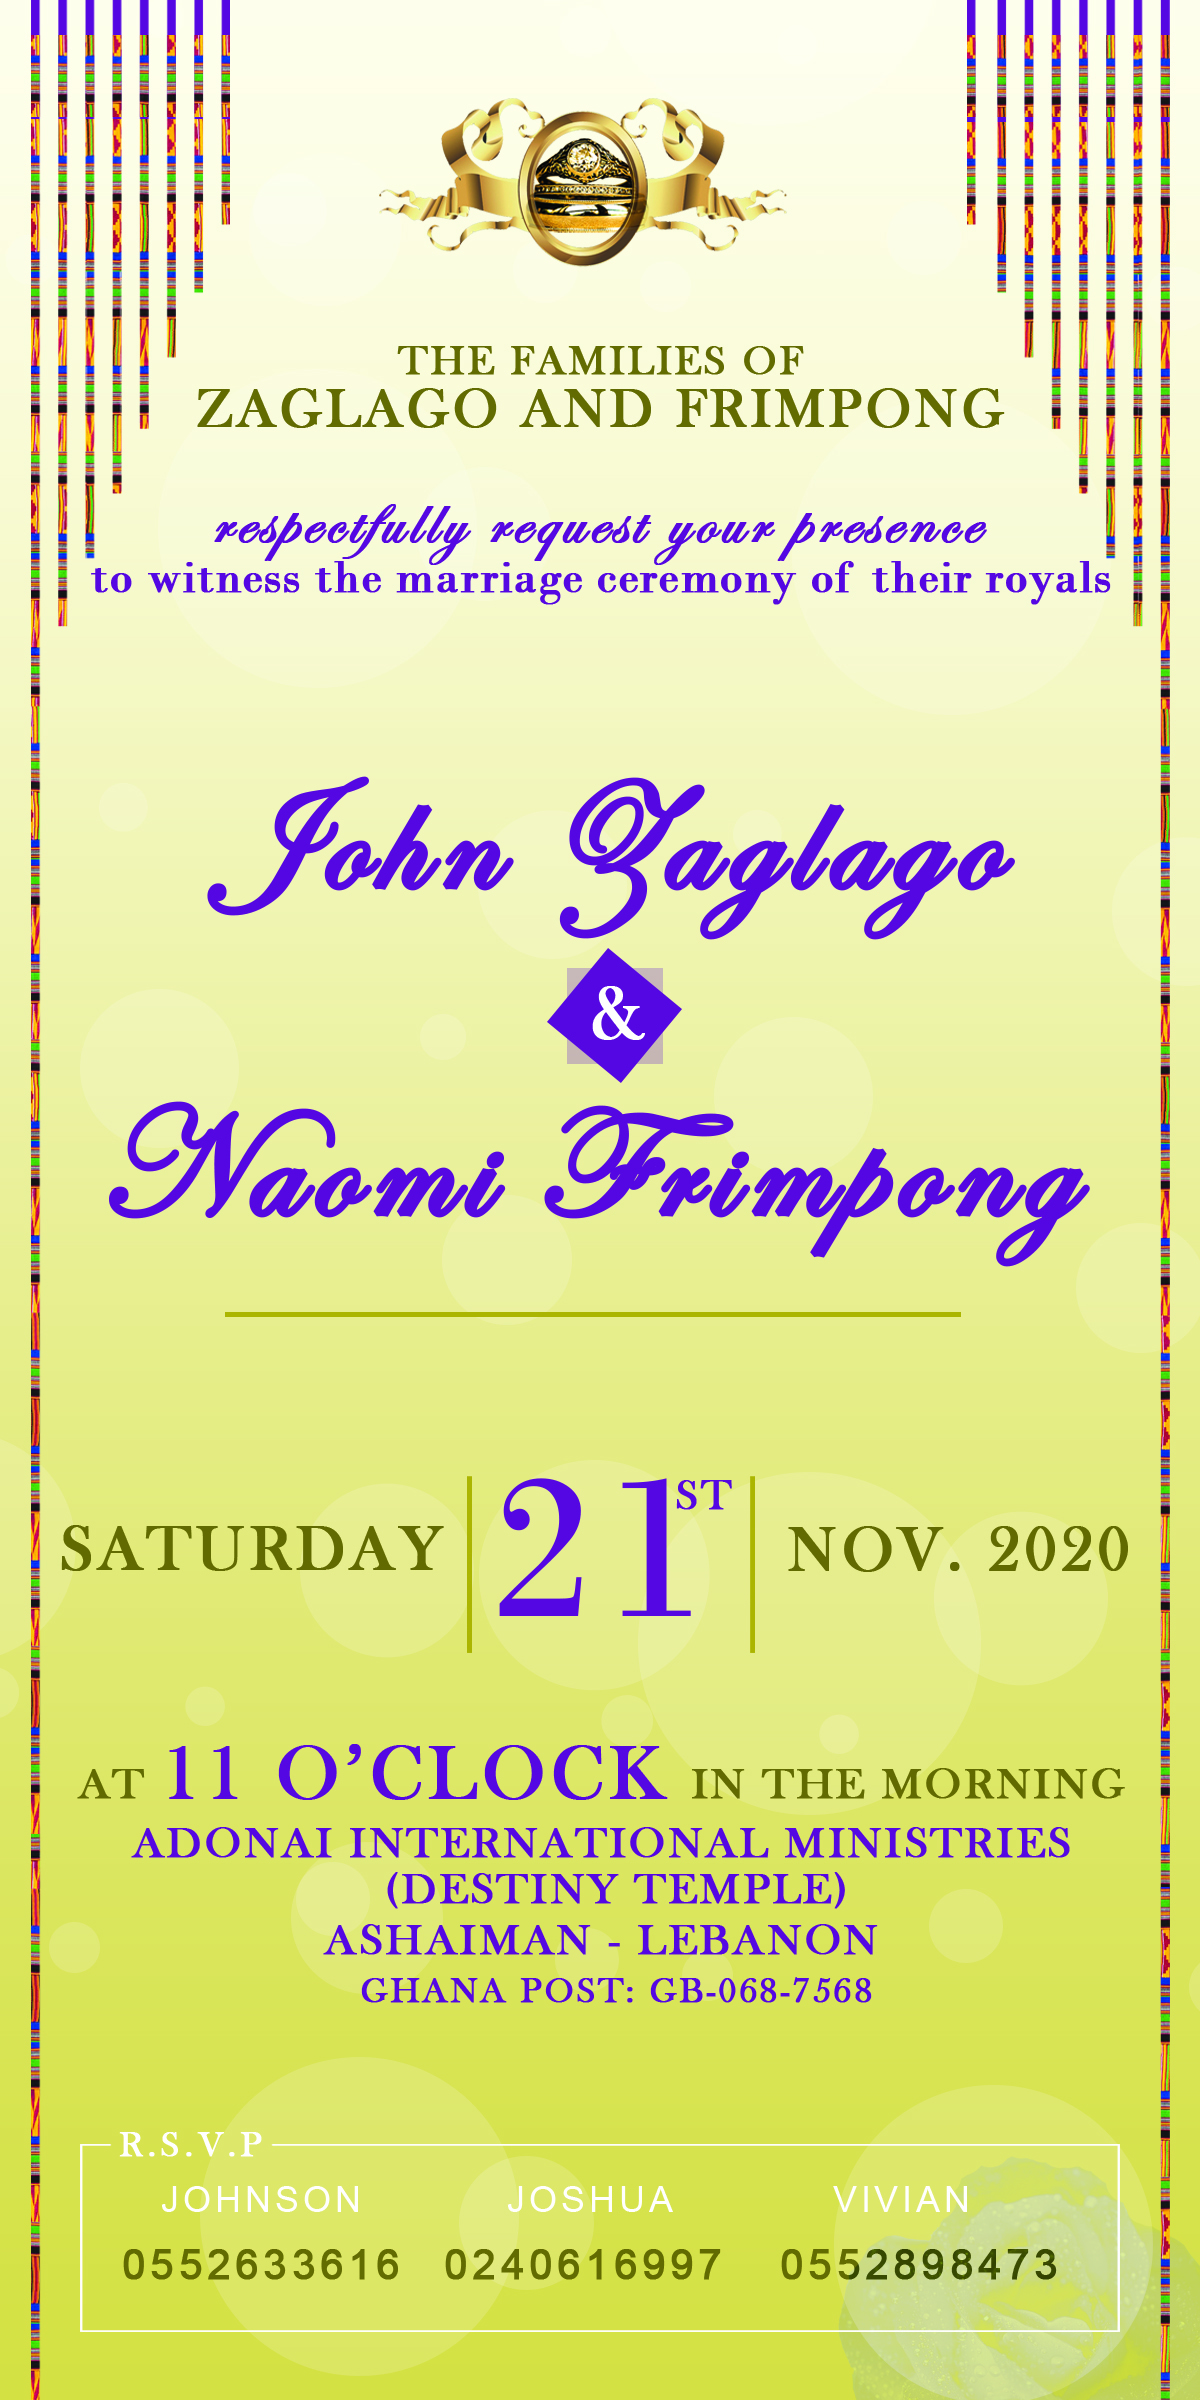 THE FAMILIES OF
ZAGLAGO AND FRIMPONG
respectfully request your presence
to witness the marriage ceremony of their royals
John Zaglago
&
Naomi Frimpong
SATURDAY 21ST NOV. 2020
AT 11 O’CLOCK IN THE MORNING
ADONAI INTERNATIONAL MINISTRIES
(DESTINY TEMPLE)
ASHAIMAN - LEBANON
GHANA POST: GB-068-7568
R.S.V.P
JOHNSON JOSHUA VIVIAN
0552633616 0240616997 0552898473